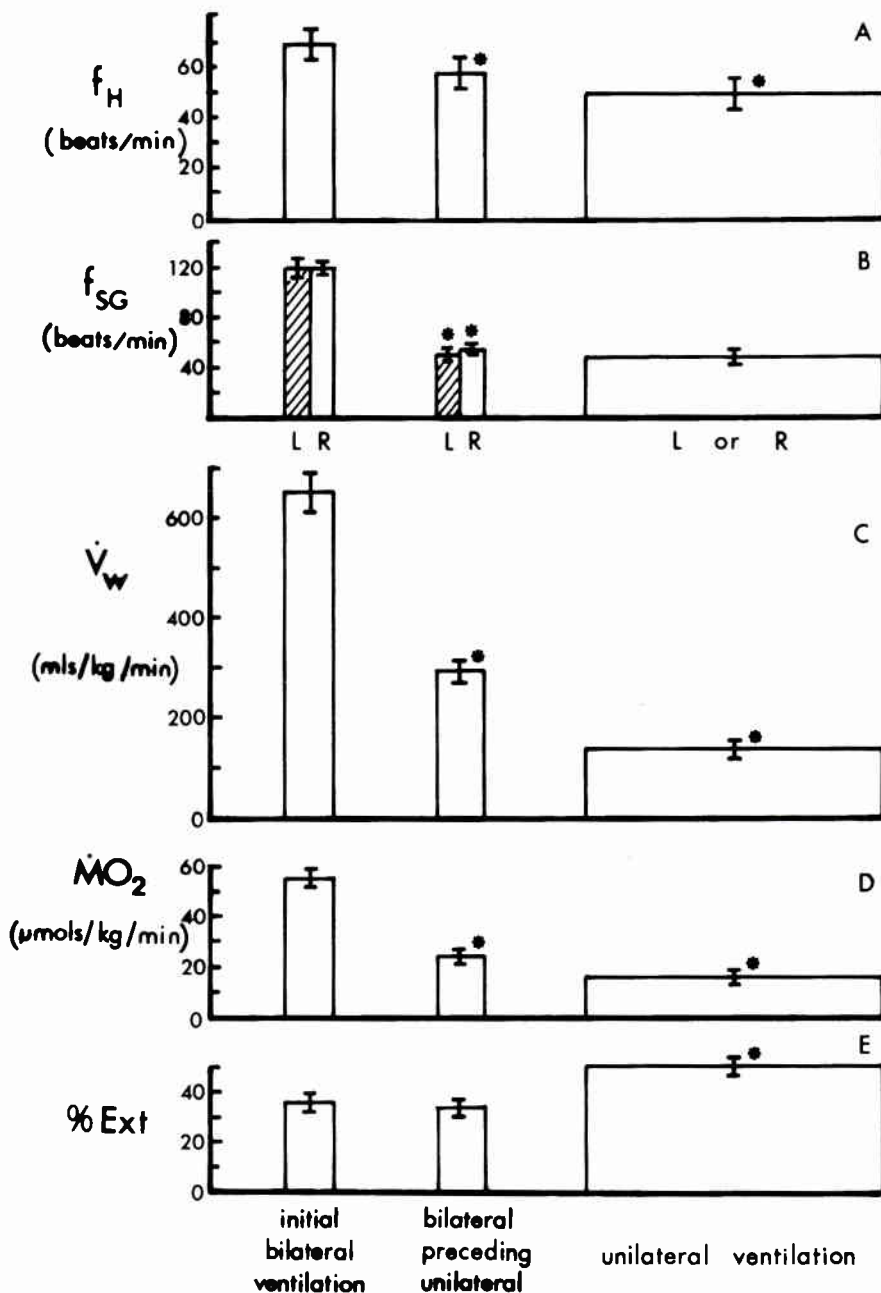 A
f_H
(beats/min)
60
40
20
0
*
*
B
f_SG
(beats/min)
120
80
40
* *
L R
L R
L or R
C
V̇_w
(mls/kg/min)
600
400
200
0
*
*
D
ṀO₂
(μmols/kg/min)
60
40
20
0
*
*
E
% Ext
40
20
0
*
initial
bilateral
ventilation
bilateral
preceding
unilateral
unilateral ventilation